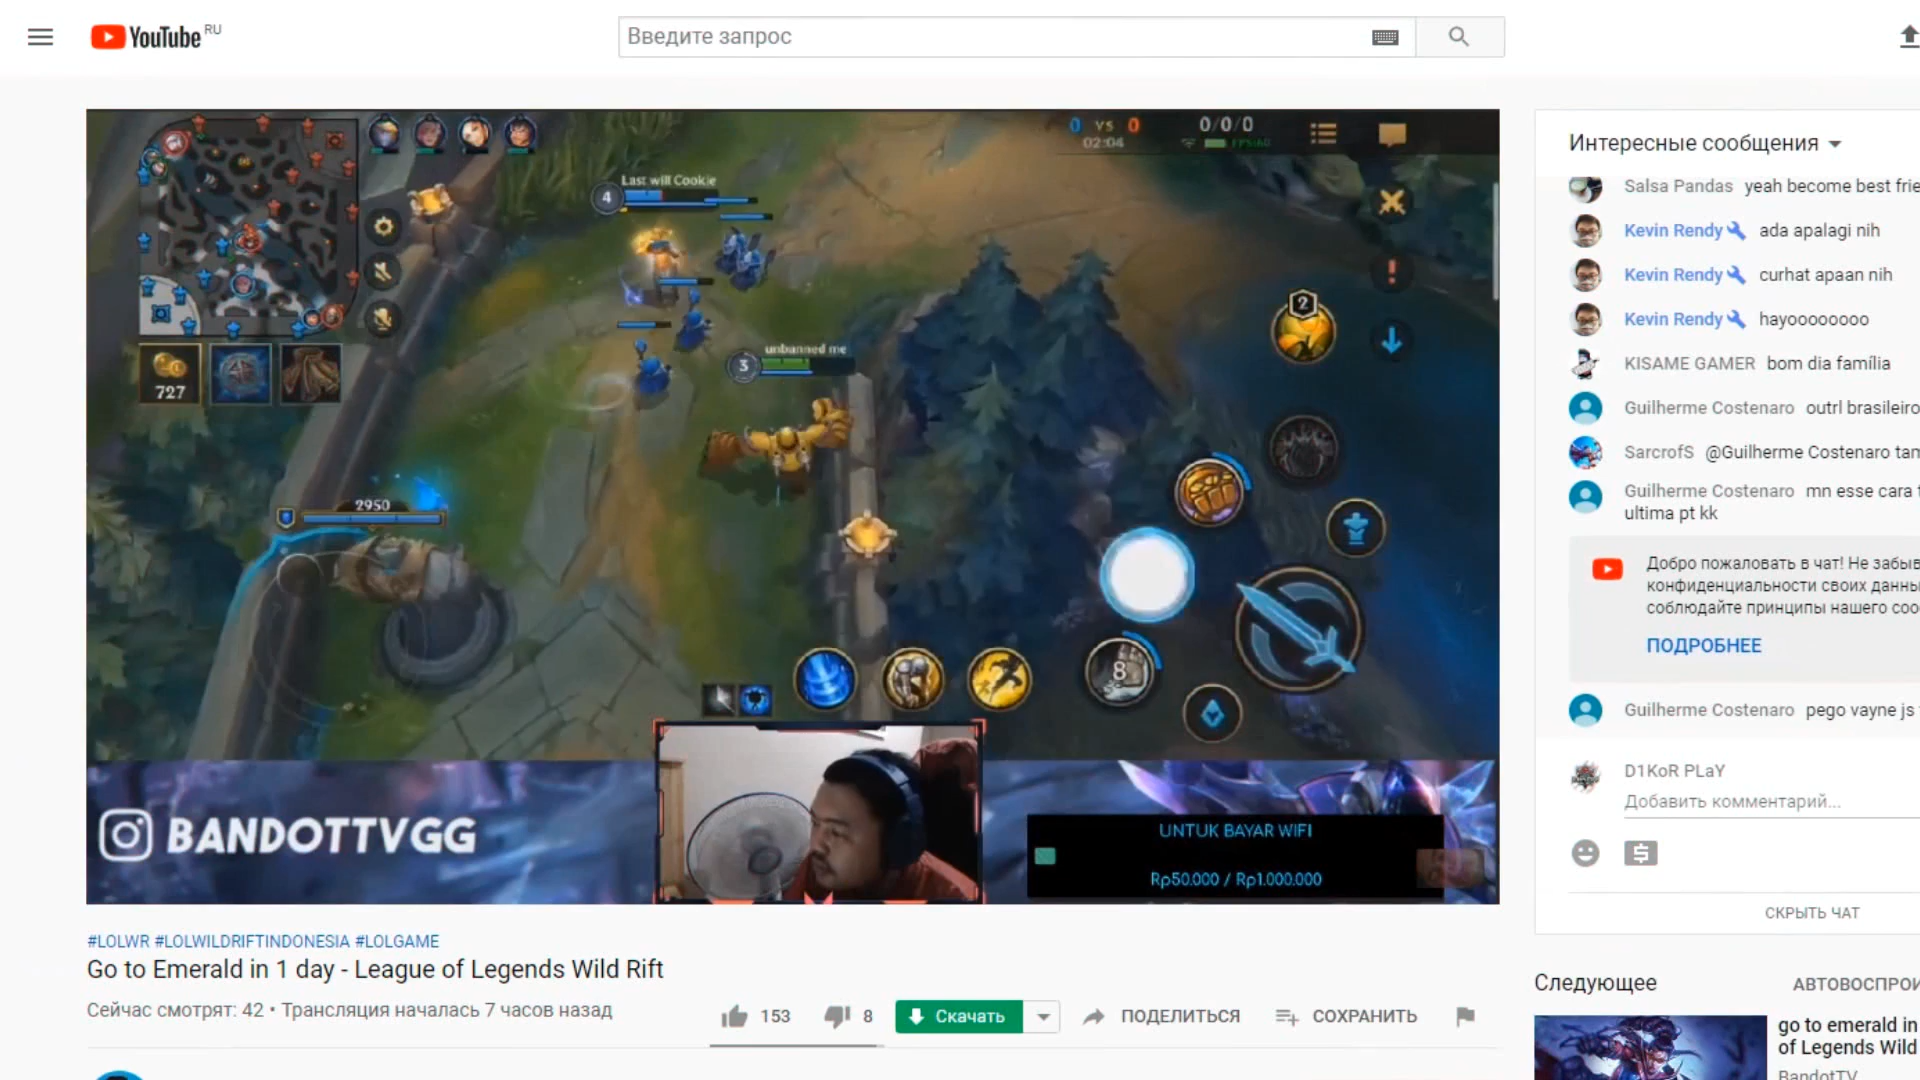 YouTube RU
Введите запрос
0 VS 0
02:04
0/0/0
Last will Cookie
4
unbanned me
3
2
727
2950
8
BANDOTTVGG
UNTUK BAYAR WIFI
Rp50.000 / Rp1.000.000
#LOLWR #LOLWILDRIFTINDONESIA #LOLGAME
Go to Emerald in 1 day - League of Legends Wild Rift
Сейчас смотрят: 42 • Трансляция началась 7 часов назад
153
8
Скачать
ПОДЕЛИТЬСЯ
СОХРАНИТЬ
Интересные сообщения
Salsa Pandas yeah become best frie
Kevin Rendy ada apalagi nih
Kevin Rendy curhat apaan nih
Kevin Rendy hayoooooooo
KISAME GAMER bom dia família
Guilherme Costenaro outrl brasileiro
SarcrofS @Guilherme Costenaro tam
Guilherme Costenaro mn esse cara
ultima pt kk
Добро пожаловать в чат! Не забыв
конфиденциальности своих данны
соблюдайте принципы нашего соо
ПОДРОБНЕЕ
Guilherme Costenaro pego vayne js
D1KoR PLaY
Добавить комментарий...
СКРЫТЬ ЧАТ
Следующее
АВТОВОСПРОИ
go to emerald in
of Legends Wild
BandotTV